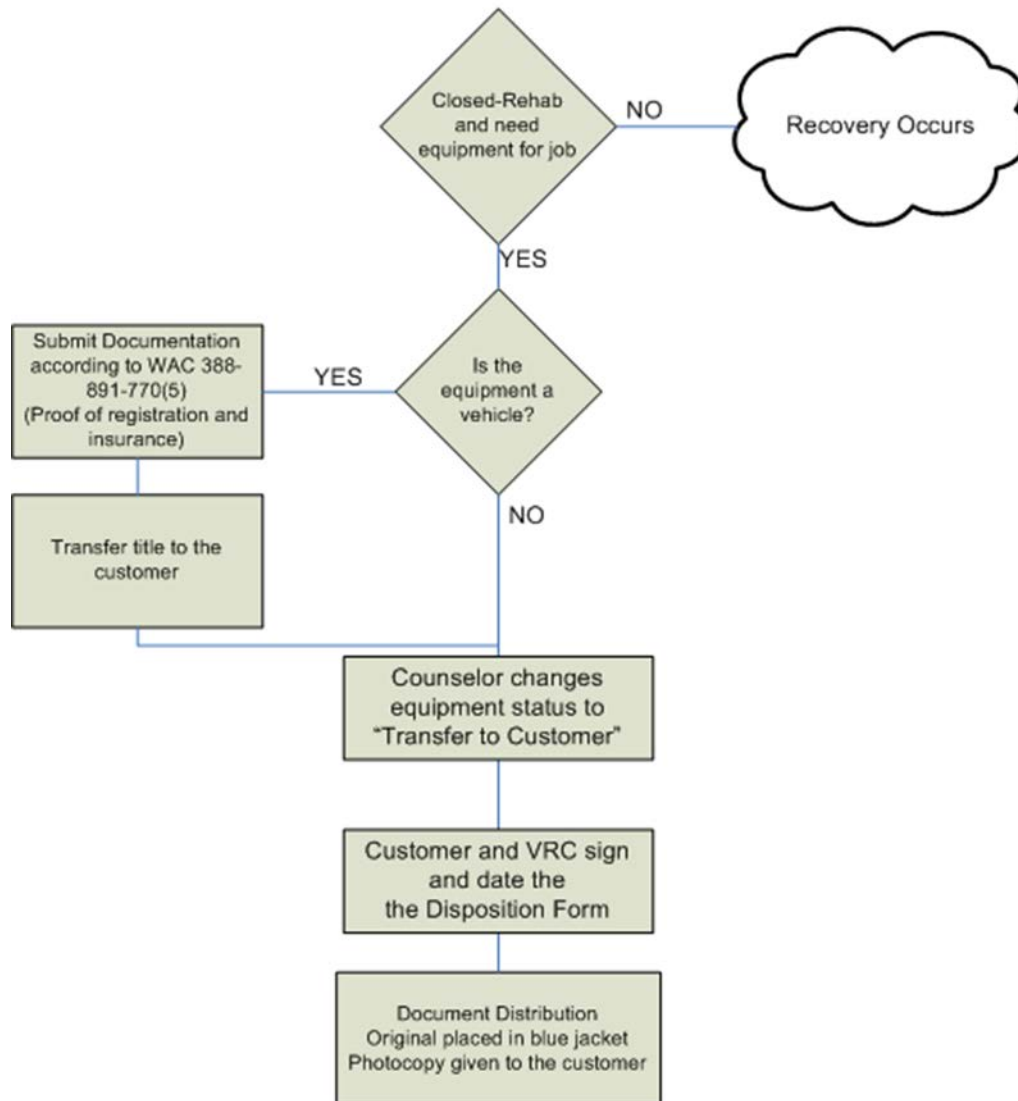 Closed-Rehab
and need
equipment for job
NO
Recovery Occurs
YES
Is the
equipment a
vehicle?
YES
Submit Documentation
according to WAC 388-
891-770(5)
(Proof of registration and
insurance)
Transfer title to the
customer
NO
Counselor changes
equipment status to
“Transfer to Customer”
Customer and VRC sign
and date the
the Disposition Form
Document Distribution
Original placed in blue jacket
Photocopy given to the customer